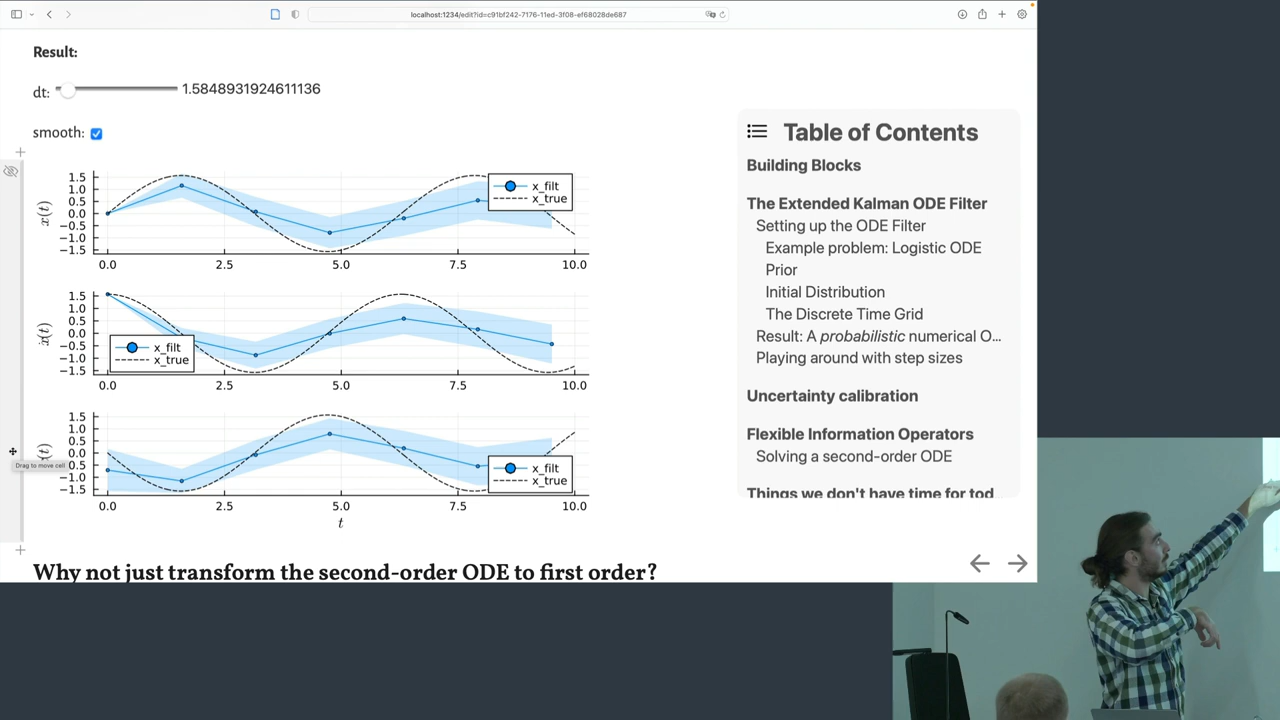 localhost:1234/edit?id=c91bf242-7176-11ed-3f08-ef68028de687
Result:
dt: 1.5848931924611136
smooth:
1.5
1.0
0.5
0.0
−0.5
−1.0
−1.5
x(t)
x_filt
x_true
0.0 2.5 5.0 7.5 10.0
1.5
1.0
0.5
0.0
−0.5
−1.0
−1.5
ẋ(t)
x_filt
x_true
0.0 2.5 5.0 7.5 10.0
1.5
1.0
0.5
0.0
−0.5
−1.0
−1.5
(t)
Drag to move cell
x_filt
x_true
0.0 2.5 5.0 7.5 10.0
t
Why not just transform the second-order ODE to first order?
Table of Contents
Building Blocks
The Extended Kalman ODE Filter
Setting up the ODE Filter
Example problem: Logistic ODE
Prior
Initial Distribution
The Discrete Time Grid
Result: A probabilistic numerical O...
Playing around with step sizes
Uncertainty calibration
Flexible Information Operators
Solving a second-order ODE
Things we don't have time for tod